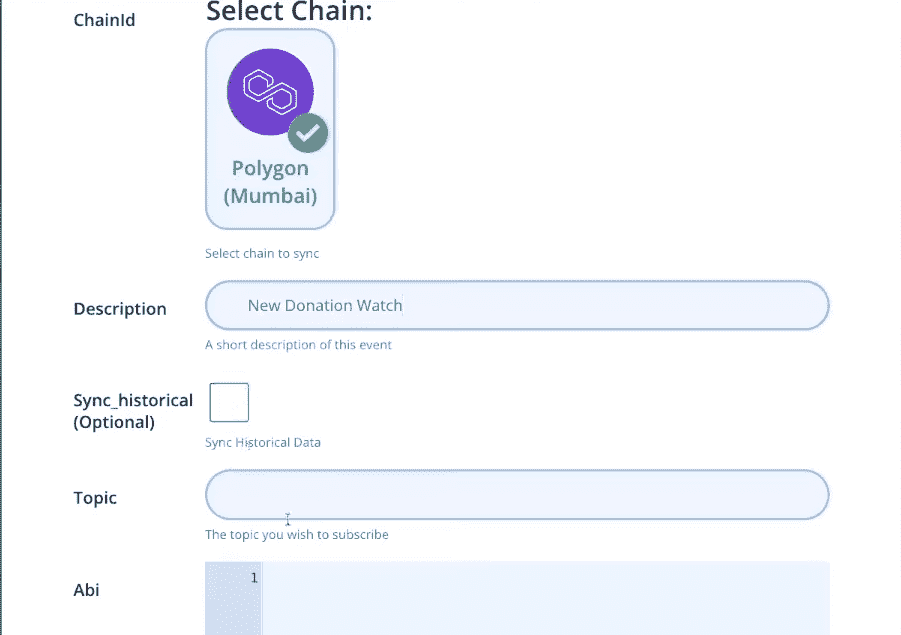 Select Chain:
ChainId
Polygon
(Mumbai)
Select chain to sync
Description
New Donation Watch
A short description of this event
Sync_historical
(Optional)
Sync Historical Data
Topic
The topic you wish to subscribe
Abi
1